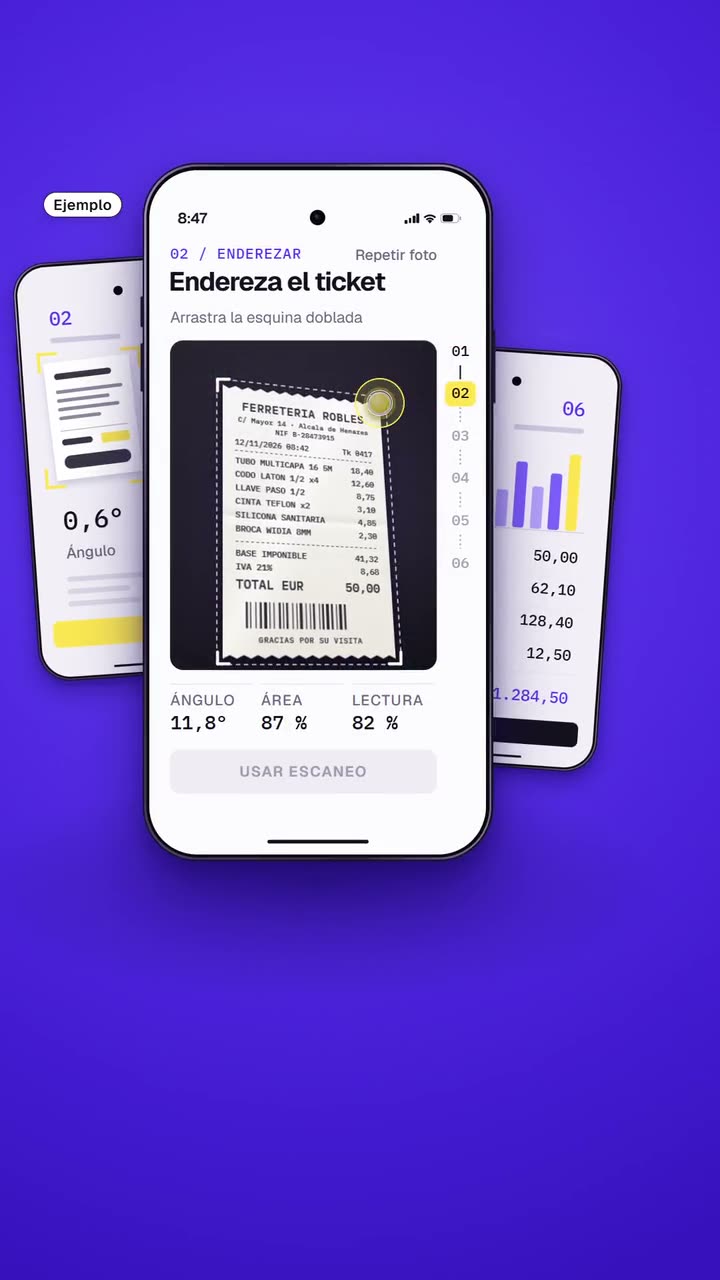 Ejemplo
8:47
02 / ENDEREZAR
Repetir foto
Endereza el ticket
Arrastra la esquina doblada
FERRETERIA ROBLES
C/ Mayor 14 · Alcala de Henares
NIF B-28473915
12/11/2026 08:42 Tk 0417
TUBO MULTICAPA 16 5M 18,40
CODO LATON 1/2 x4 12,60
LLAVE PASO 1/2 8,75
CINTA TEFLON x2 3,10
SILICONA SANITARIA 4,85
BROCA WIDIA 8MM 2,30
BASE IMPONIBLE 41,32
IVA 21% 8,68
TOTAL EUR 50,00
GRACIAS POR SU VISITA
01
02
03
04
05
06
ÁNGULO
11,8°
ÁREA
87 %
LECTURA
82 %
USAR ESCANEO
02
0,6°
Ángulo
06
50,00
62,10
128,40
12,50
1.284,50